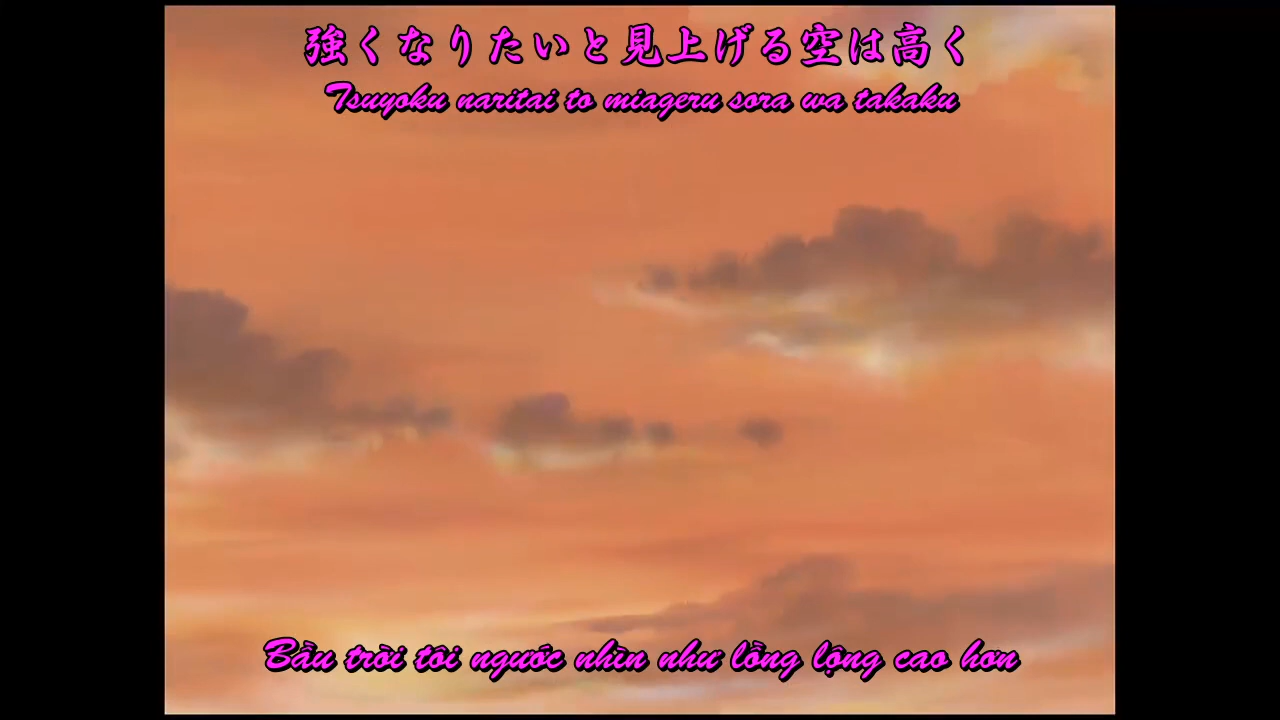 強くなりたいと見上げる空は高く
Tsuyoku naritai to miageru sora wa takaku
Bầu trời tôi ngước nhìn như lồng lộng cao hơn